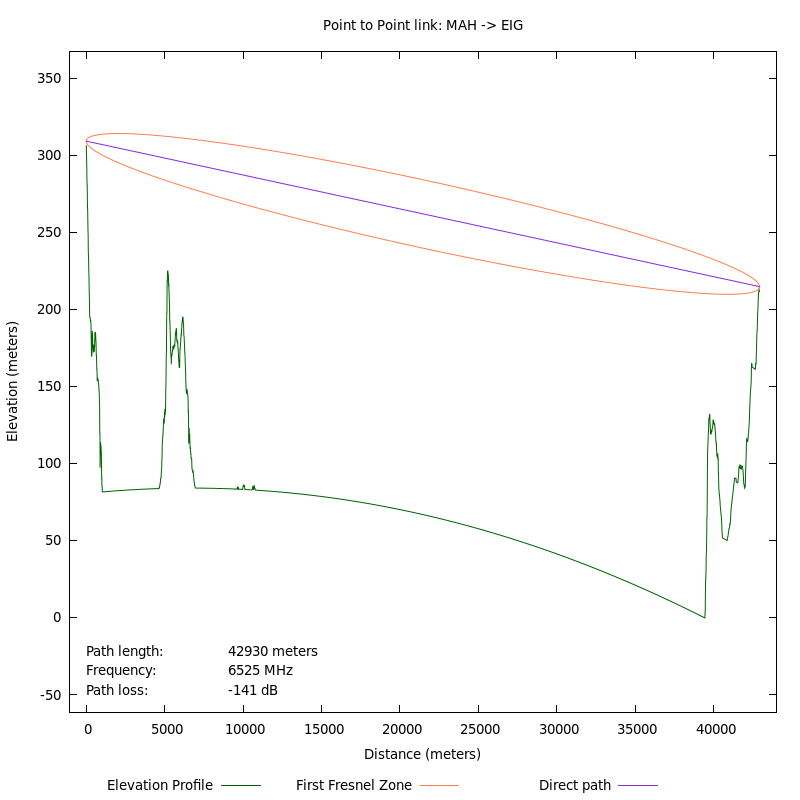 Point to Point link: MAH -> EIG
350
300
250
200
150
100
50
0
-50
Elevation (meters)
Path length: 42930 meters
Frequency: 6525 MHz
Path loss: -141 dB
0 5000 10000 15000 20000 25000 30000 35000 40000
Distance (meters)
Elevation Profile First Fresnel Zone Direct path